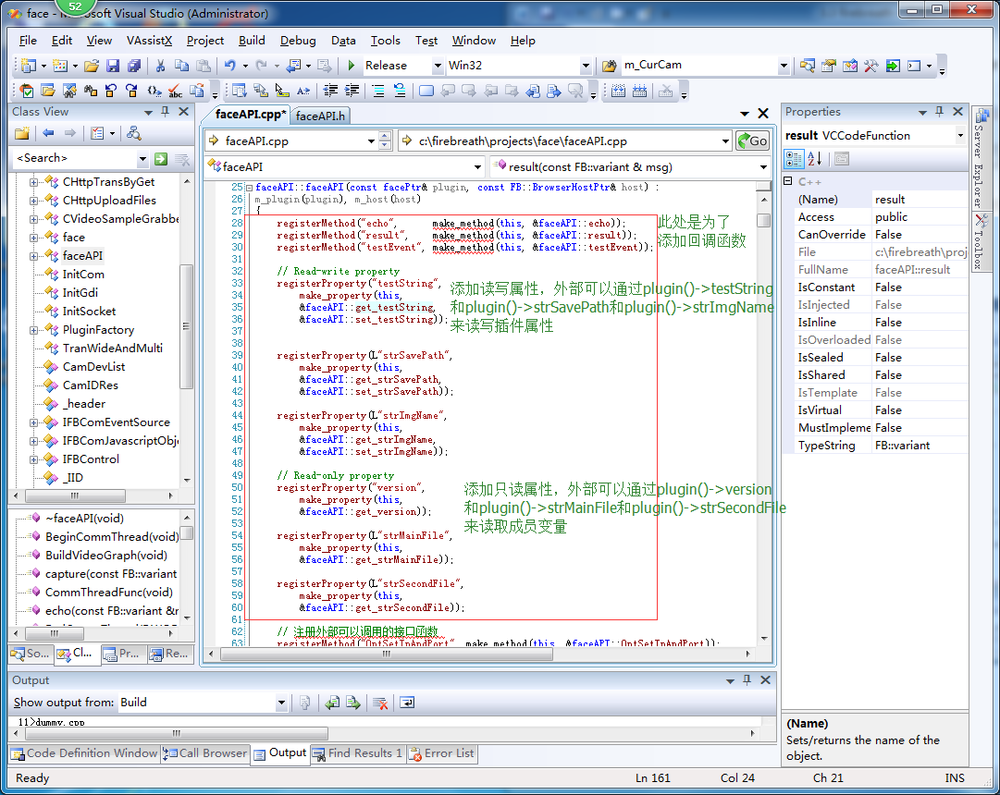 52
face - Microsoft Visual Studio (Administrator)
File Edit View VAssistX Project Build Debug Data Tools Test Window Help
Release Win32 m_CurCam
Class View
<Search>
CHttpTransByGet
CHttpUploadFiles
CVideoSampleGrabbe
face
faceAPI
InitCom
InitGdi
InitSocket
PluginFactory
TranWideAndMulti
CamDevList
CamIDRes
_header
IFBComEventSource
IFBComJavascriptObje
IFBControl
_IID
~faceAPI(void)
BeginCommThread(void)
BuildVideoGraph(void)
capture(const FB::variant
CommThreadFunc(void)
echo(const FB::variant &r
So... Cl... Pr... Re...
faceAPI.cpp* faceAPI.h
faceAPI.cpp c:\firebreath\projects\face\faceAPI.cpp Go
faceAPI result(const FB::variant & msg)
25 faceAPI::faceAPI(const facePtr& plugin, const FB::BrowserHostPtr& host) :
26 m_plugin(plugin), m_host(host)
27 {
28 registerMethod("echo", make_method(this, &faceAPI::echo));
29 registerMethod("result", make_method(this, &faceAPI::result));
30 registerMethod("testEvent", make_method(this, &faceAPI::testEvent));
此处是为了
添加回调函数
31
32 // Read-write property
33 registerProperty("testString",
34 make_property(this,
35 &faceAPI::get_testString,
36 &faceAPI::set_testString));
添加读写属性，外部可以通过plugin()->testString
和plugin()->strSavePath和plugin()->strImgName
来读写插件属性
37
38
39 registerProperty(L"strSavePath",
40 make_property(this,
41 &faceAPI::get_strSavePath,
42 &faceAPI::set_strSavePath));
43
44 registerProperty(L"strImgName",
45 make_property(this,
46 &faceAPI::get_strImgName,
47 &faceAPI::set_strImgName));
48
49 // Read-only property
50 registerProperty("version",
51 make_property(this,
52 &faceAPI::get_version));
添加只读属性，外部可以通过plugin()->version
和plugin()->strMainFile和plugin()->strSecondFile
来读取成员变量
53
54 registerProperty(L"strMainFile",
55 make_property(this,
56 &faceAPI::get_strMainFile));
57
58 registerProperty(L"strSecondFile",
59 make_property(this,
60 &faceAPI::get_strSecondFile));
61
62 // 注册外部可以调用的接口函数
63 registerMethod("OptSetIpAndPort", make_method(this, &faceAPI::OptSetIpAndPort));
Properties
result VCCodeFunction
C++
(Name) result
Access public
CanOverride False
File c:\firebreath\proj
FullName faceAPI::result
IsConstant False
IsInjected False
IsInline False
IsOverloaded False
IsSealed False
IsShared False
IsTemplate False
IsVirtual False
MustImpleme False
TypeString FB::variant
(Name)
Sets/returns the name of the
object.
Server Explorer
Toolbox
Output
Show output from: Build
11>dummy.cpp
Code Definition Window Call Browser Output Find Results 1 Error List
Ready Ln 161 Col 24 Ch 21 INS